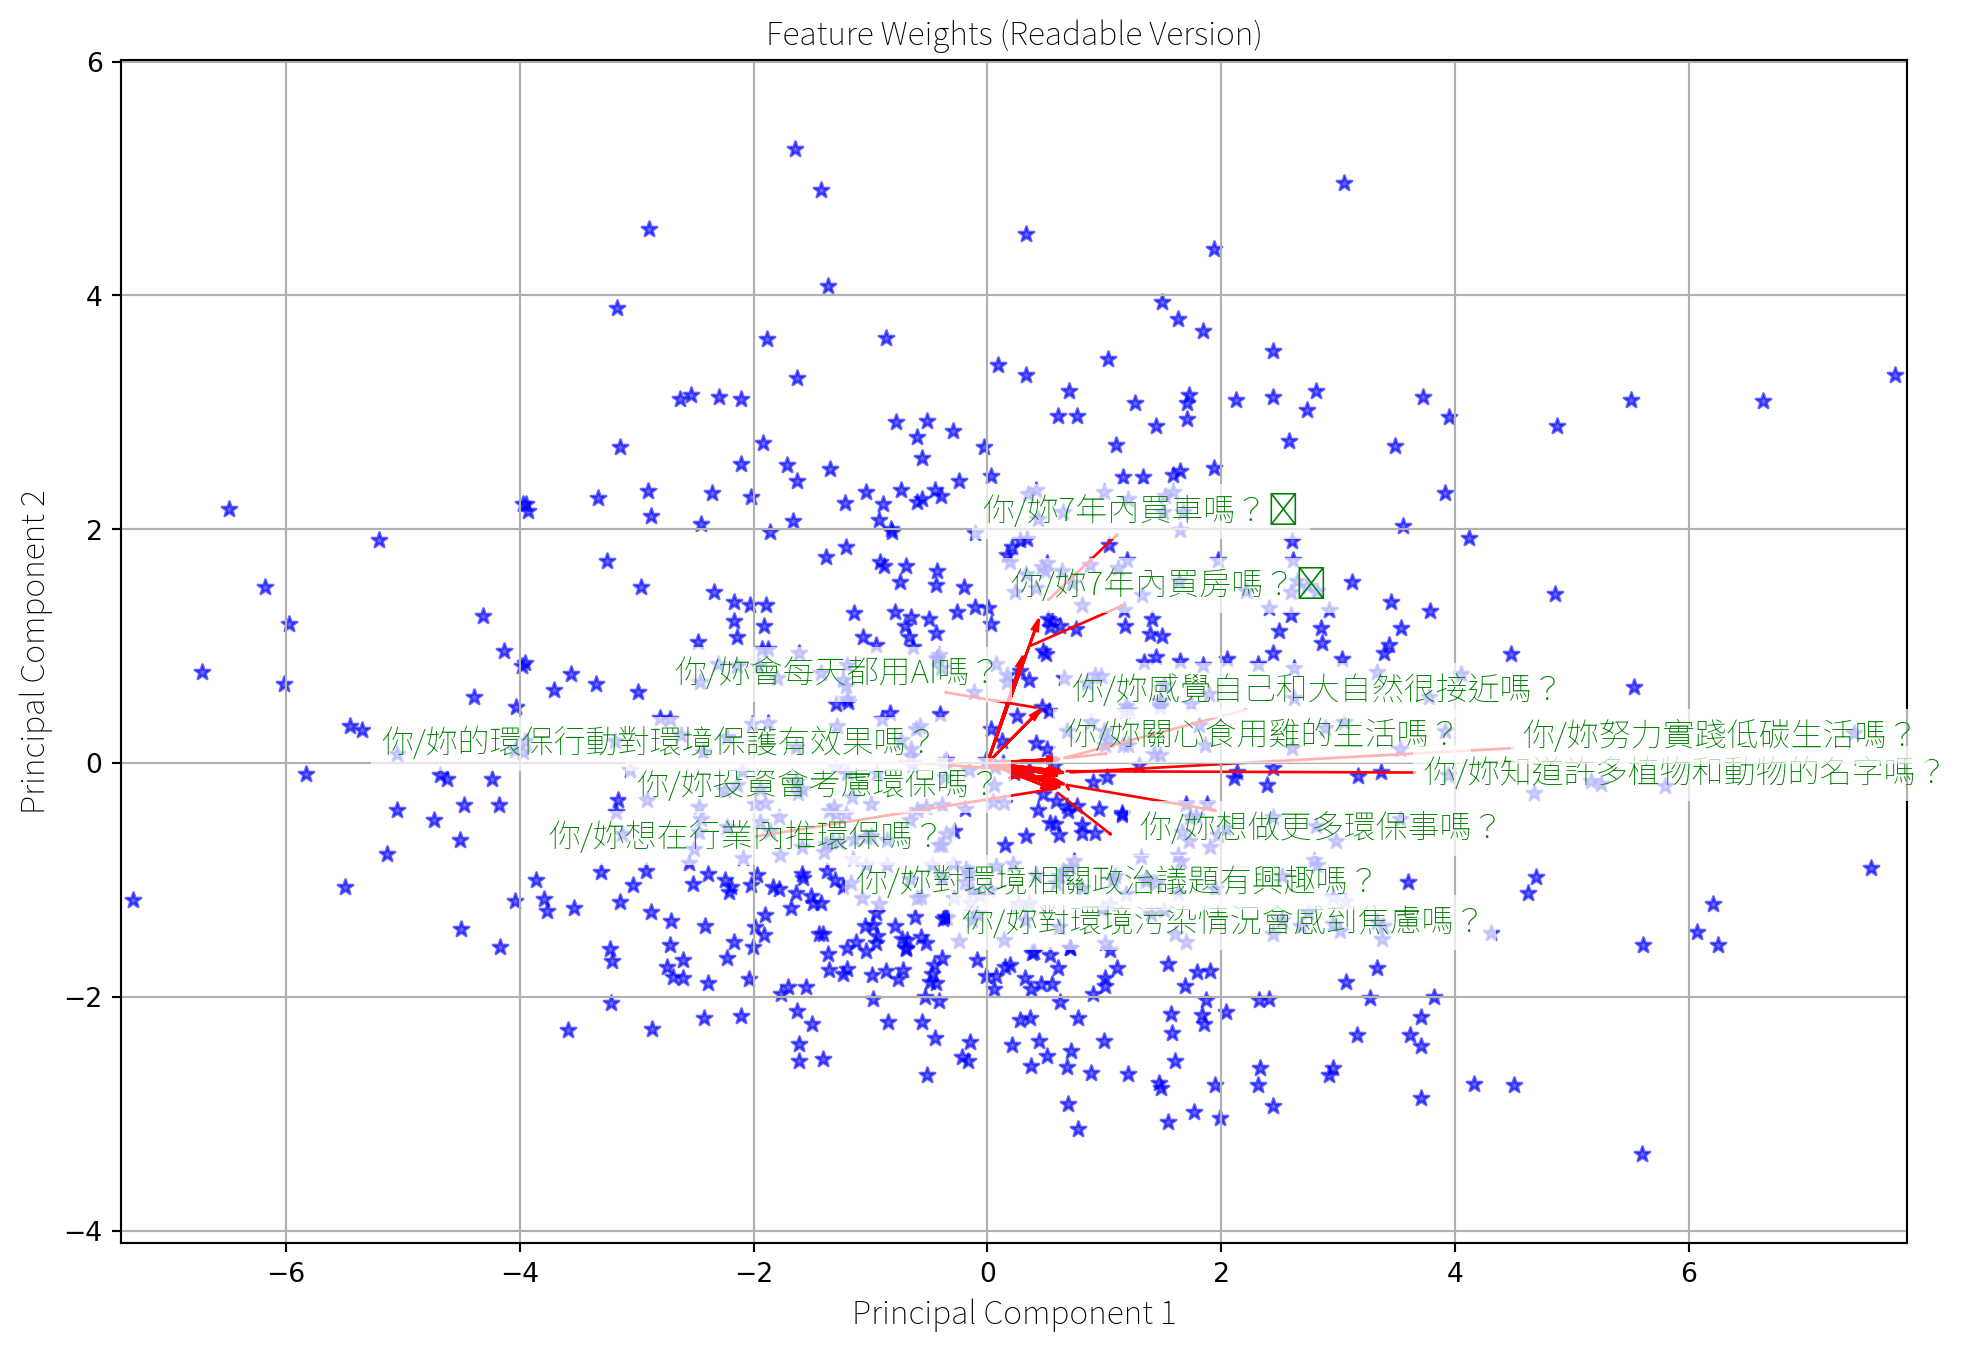 Feature Weights (Readable Version)
6
4
2
0
−2
−4
Principal Component 2
你/妳7年內買車嗎？
你/妳7年內買房嗎？
你/妳會每天都用AI嗎？
你/妳感覺自己和大自然很接近嗎？
你/妳的環保行動對環境保護有效果嗎？
你/妳關心食用雞的生活嗎？
你/妳努力實踐低碳生活嗎？
你/妳投資會考慮環保嗎？
你/妳知道許多植物和動物的名字嗎？
你/妳想在行業內推環保嗎？
你/妳想做更多環保事嗎？
你/妳對環境相關政治議題有興趣嗎？
你/妳對環境污染情況會感到焦慮嗎？
−6
−4
−2
0
2
4
6
Principal Component 1